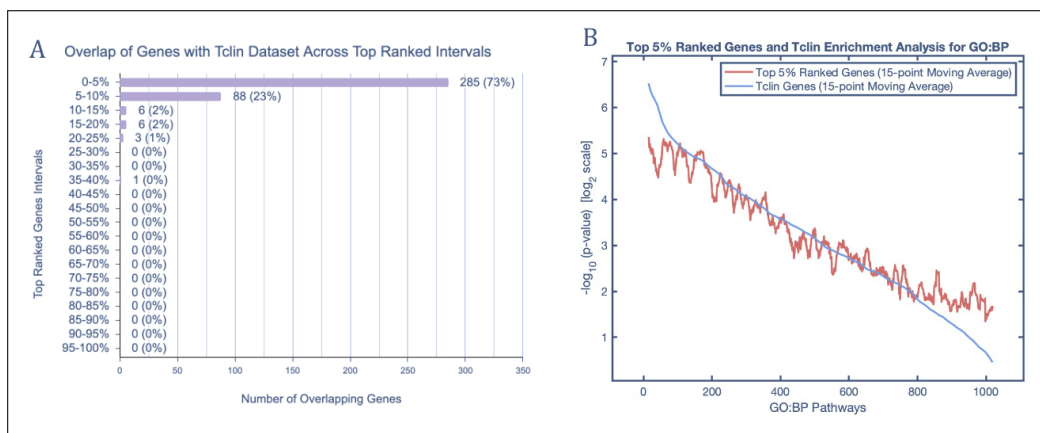 A
Overlap of Genes with Tclin Dataset Across Top Ranked Intervals
Top Ranked Genes Intervals
0-5% 285 (73%)
5-10% 88 (23%)
10-15% 6 (2%)
15-20% 6 (2%)
20-25% 3 (1%)
25-30% 0 (0%)
30-35% 0 (0%)
35-40% 1 (0%)
40-45% 0 (0%)
45-50% 0 (0%)
50-55% 0 (0%)
55-60% 0 (0%)
60-65% 0 (0%)
65-70% 0 (0%)
70-75% 0 (0%)
75-80% 0 (0%)
80-85% 0 (0%)
85-90% 0 (0%)
90-95% 0 (0%)
95-100% 0 (0%)
0 50 100 150 200 250 300 350
Number of Overlapping Genes
B
Top 5% Ranked Genes and Tclin Enrichment Analysis for GO:BP
Top 5% Ranked Genes (15-point Moving Average)
Tclin Genes (15-point Moving Average)
-log10 (p-value) [log2 scale]
7
6
5
4
3
2
1
0 200 400 600 800 1000
GO:BP Pathways